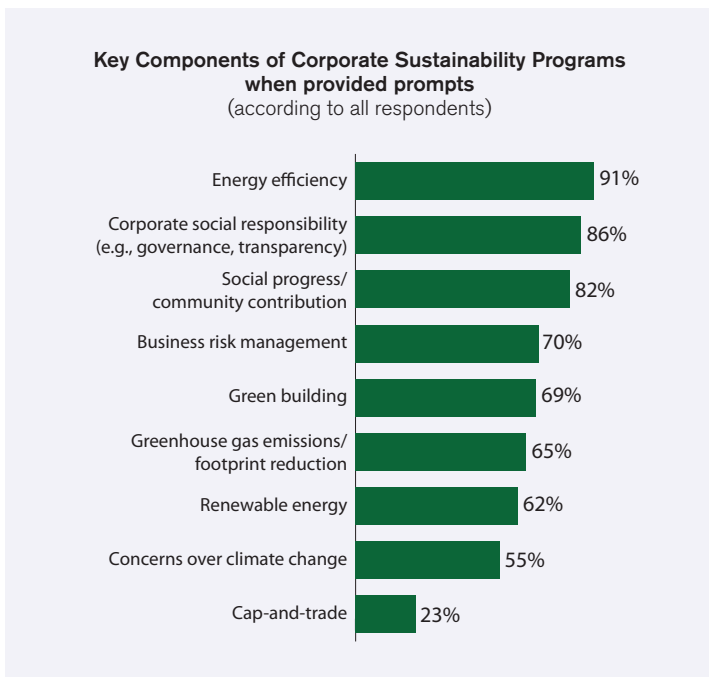 Key Components of Corporate Sustainability Programs
when provided prompts
(according to all respondents)
Energy efficiency
91%
Corporate social responsibility
(e.g., governance, transparency)
86%
Social progress/
community contribution
82%
Business risk management
70%
Green building
69%
Greenhouse gas emissions/
footprint reduction
65%
Renewable energy
62%
Concerns over climate change
55%
Cap-and-trade
23%